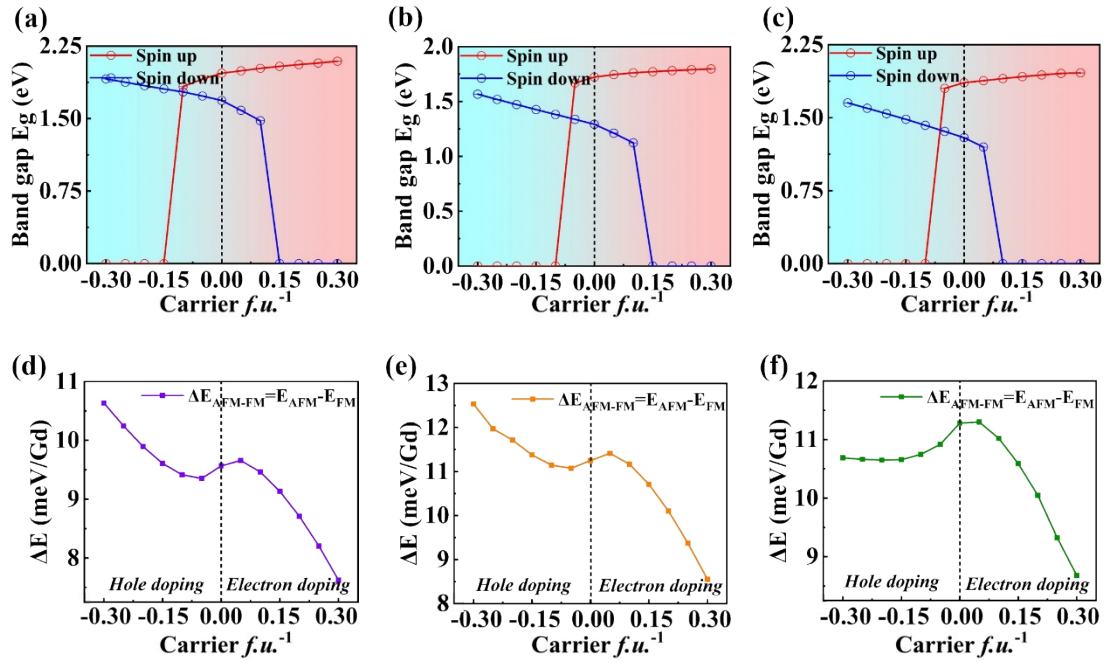 (a)
2.25
1.50
0.75
0.00
Band gap Eg (eV)
Spin up
Spin down
-0.30 -0.15 0.00 0.15 0.30
Carrier f.u.-1
(b)
2.0
1.5
1.0
0.5
0.0
Band gap Eg (eV)
Spin up
Spin down
-0.30 -0.15 0.00 0.15 0.30
Carrier f.u.-1
(c)
2.25
1.50
0.75
0.00
Band gap Eg (eV)
Spin up
Spin down
-0.30 -0.15 0.00 0.15 0.30
Carrier f.u.-1
(d)
11
10
9
8
ΔE (meV/Gd)
ΔEAFM-FM=EAFM-EFM
Hole doping Electron doping
-0.30 -0.15 0.00 0.15 0.30
Carrier f.u.-1
(e)
13
12
11
10
9
8
ΔE (meV/Gd)
ΔEAFM-FM=EAFM-EFM
Hole doping Electron doping
-0.30 -0.15 0.00 0.15 0.30
Carrier f.u.-1
(f)
12
11
10
9
ΔE (meV/Gd)
ΔEAFM-FM=EAFM-EFM
Hole doping Electron doping
-0.30 -0.15 0.00 0.15 0.30
Carrier f.u.-1